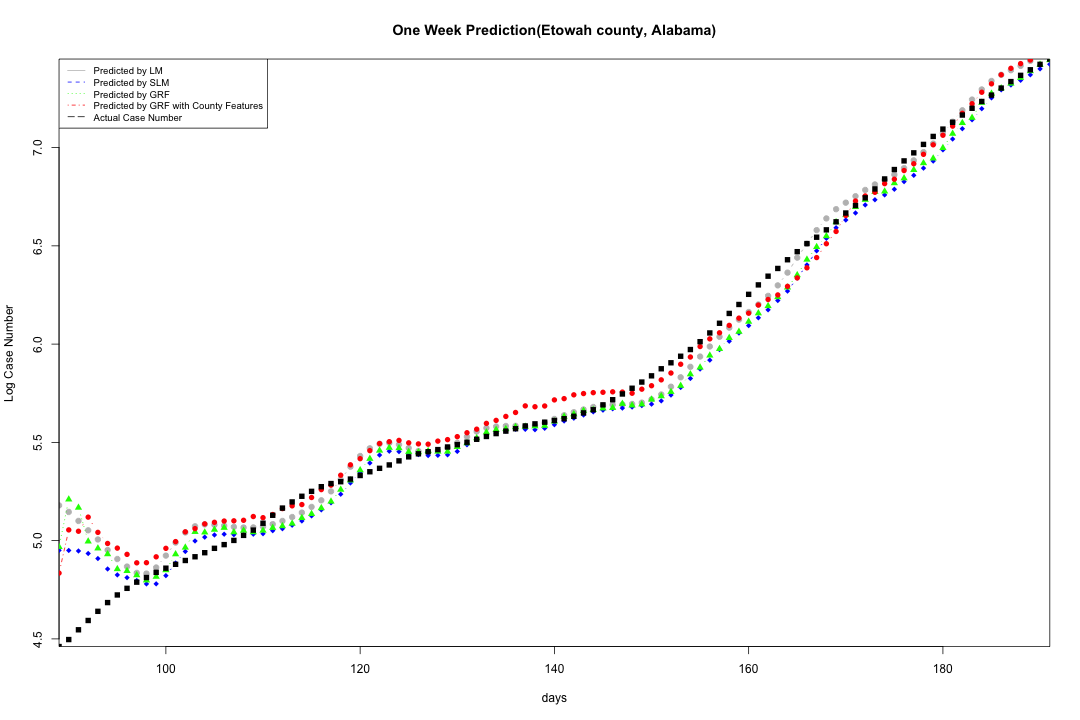 One Week Prediction(Etowah county, Alabama)
Predicted by LM
Predicted by SLM
Predicted by GRF
Predicted by GRF with County Features
Actual Case Number
Log Case Number
7.0
6.5
6.0
5.5
5.0
4.5
100 120 140 160 180
days